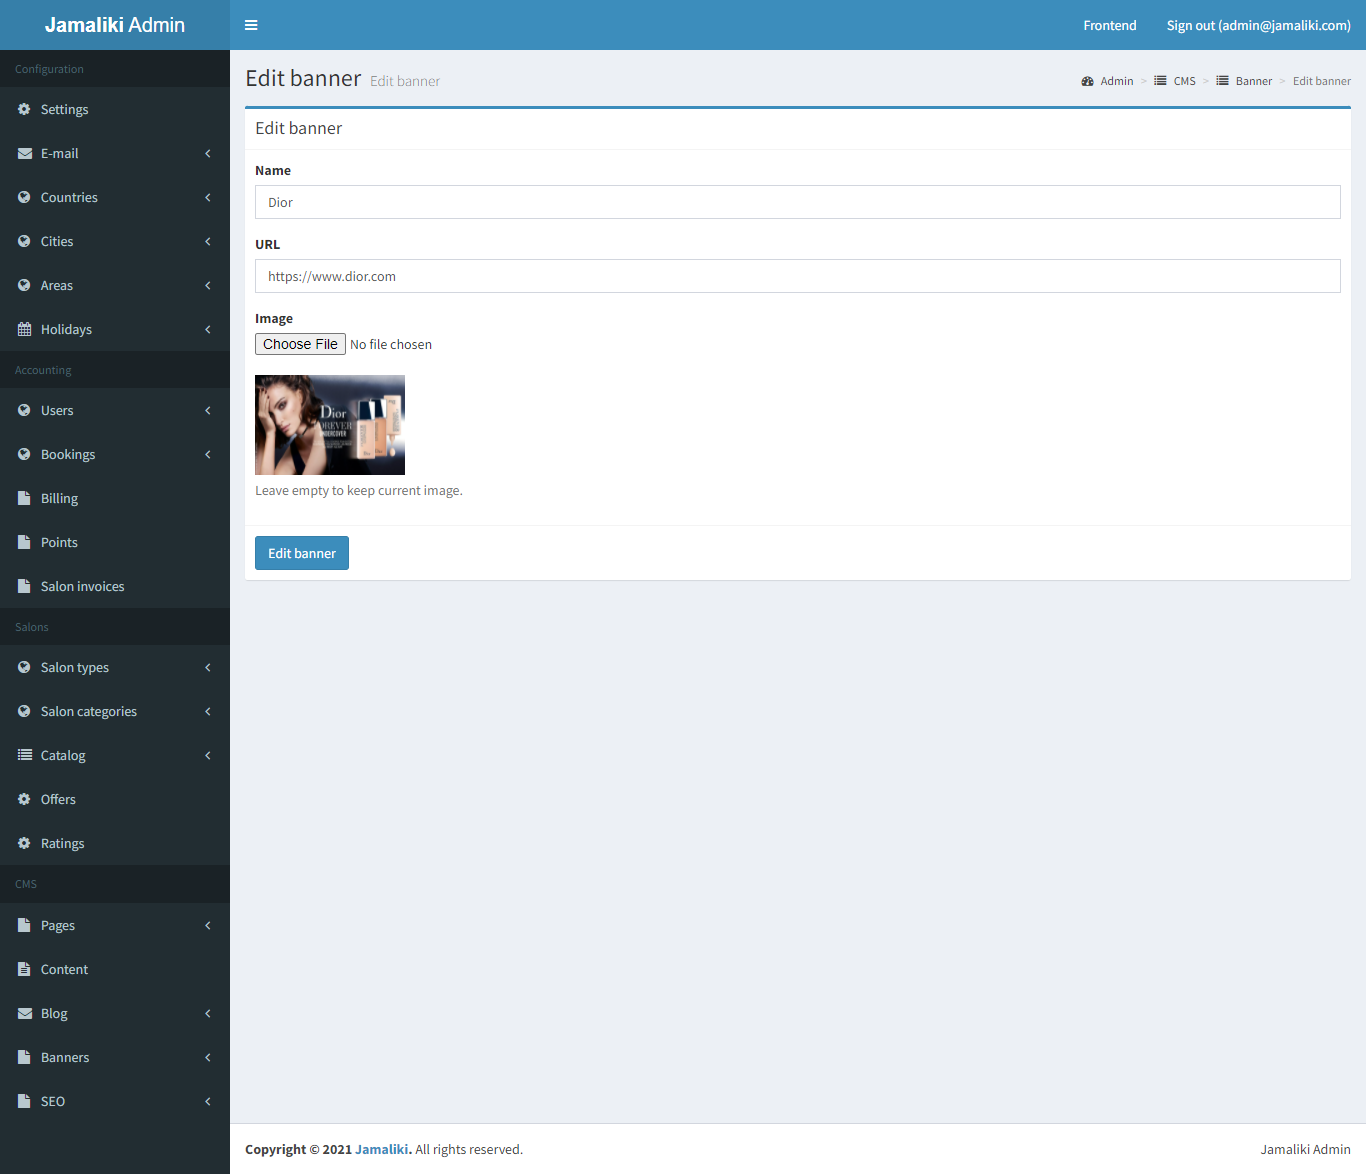 Jamaliki Admin
Frontend
Sign out (admin@jamaliki.com)
Configuration
Settings
E-mail
Countries
Cities
Areas
Holidays
Accounting
Users
Bookings
Billing
Points
Salon invoices
Salons
Salon types
Salon categories
Catalog
Offers
Ratings
CMS
Pages
Content
Blog
Banners
SEO
Edit banner Edit banner
Admin > CMS > Banner > Edit banner
Edit banner
Name
Dior
URL
https://www.dior.com
Image
Choose File No file chosen
Dior
FOREVER
UNDERCOVER
Leave empty to keep current image.
Edit banner
Copyright © 2021 Jamaliki. All rights reserved.
Jamaliki Admin